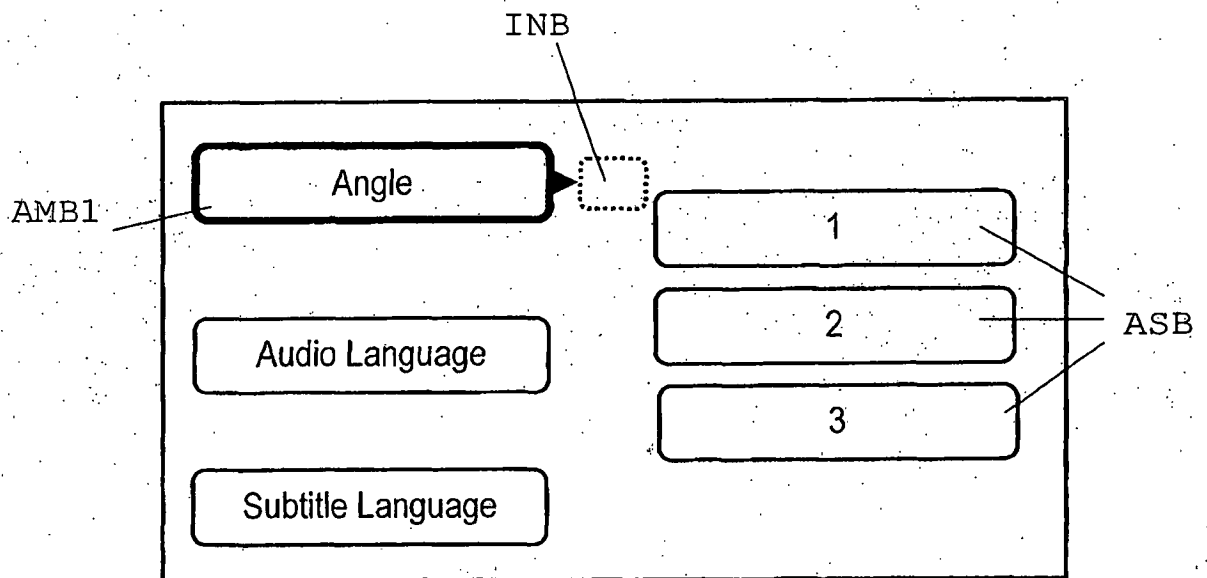 INB
Angle
AMB1
1
2
ASB
Audio Language
3
Subtitle Language